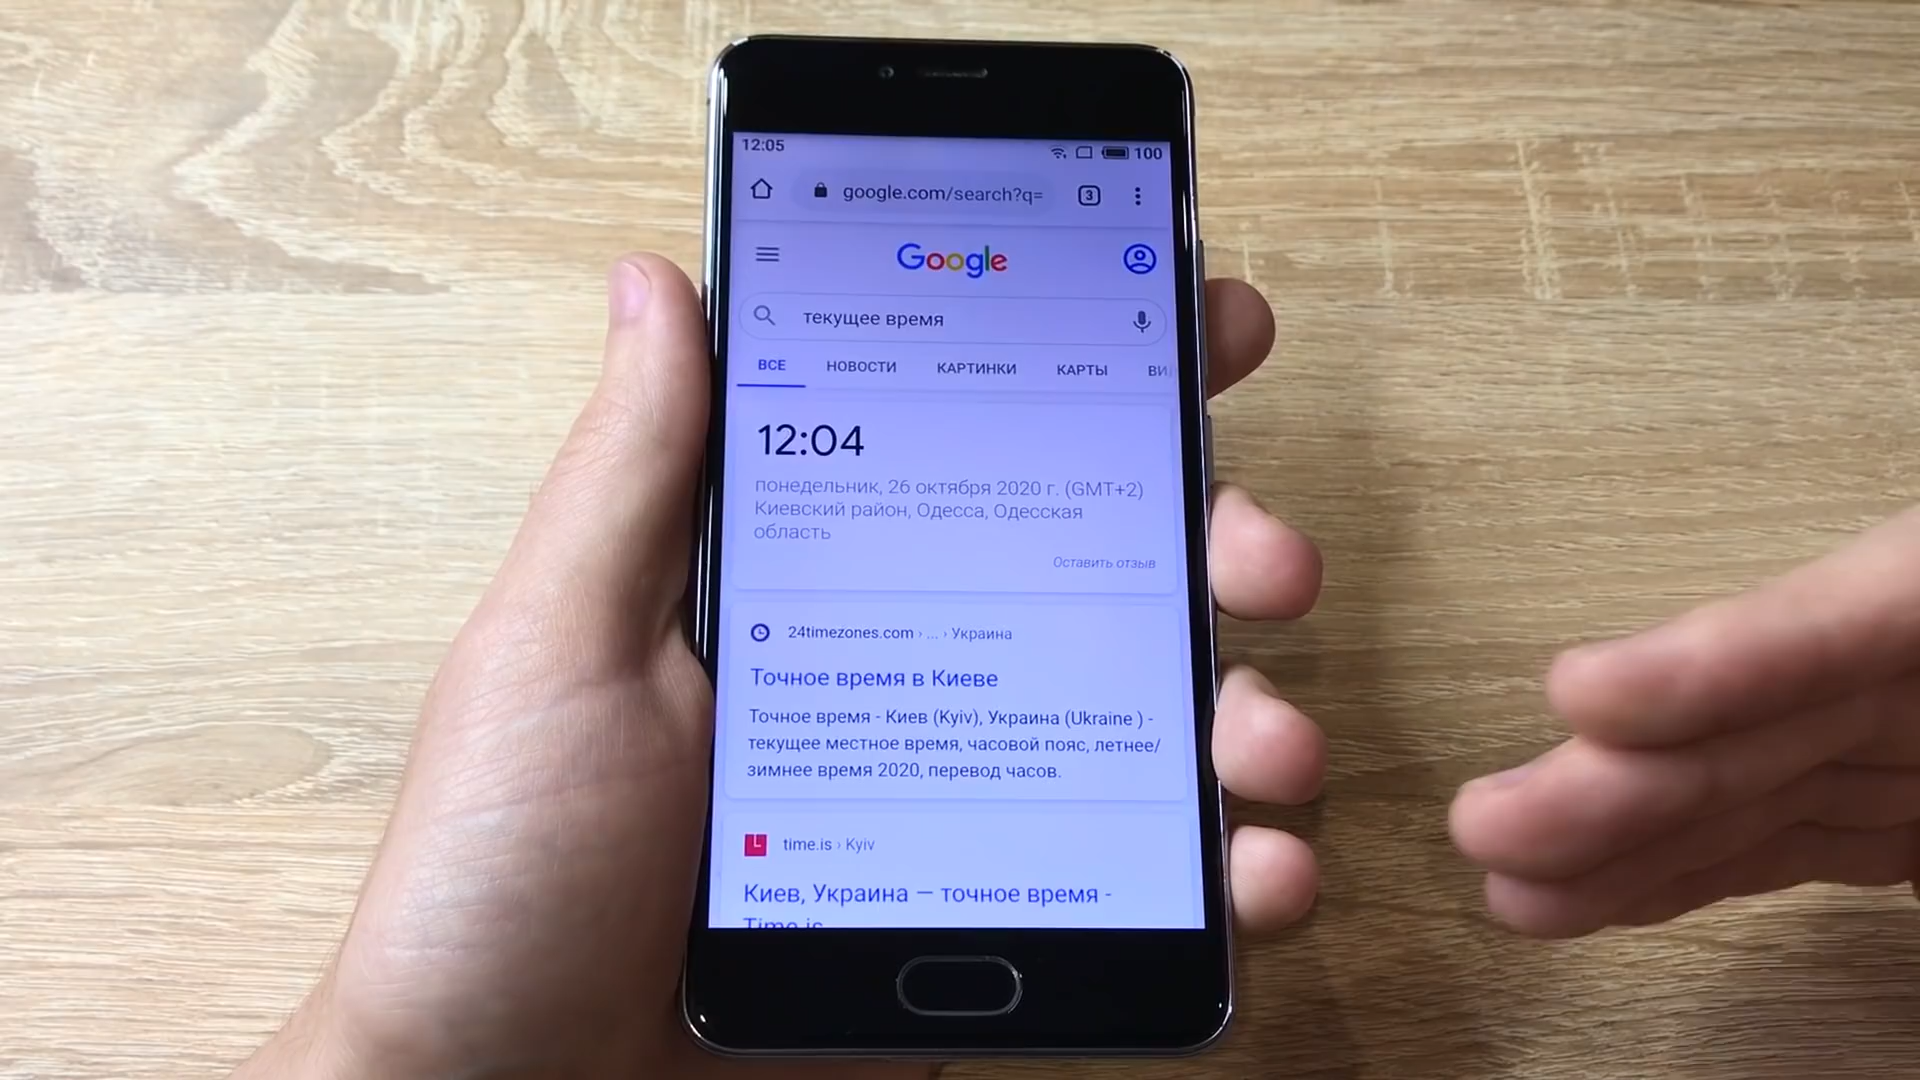 12:05 100
google.com/search?q= 3
Google
текущее время
ВСЕ НОВОСТИ КАРТИНКИ КАРТЫ ВИ
12:04
понедельник, 26 октября 2020 г. (GMT+2)
Киевский район, Одесса, Одесская
область
Оставить отзыв
24timezones.com › ... › Украина
Точное время в Киеве
Точное время - Киев (Kyiv), Украина (Ukraine ) -
текущее местное время, часовой пояс, летнее/
зимнее время 2020, перевод часов.
time.is › Kyiv
Киев, Украина — точное время -
Time.is